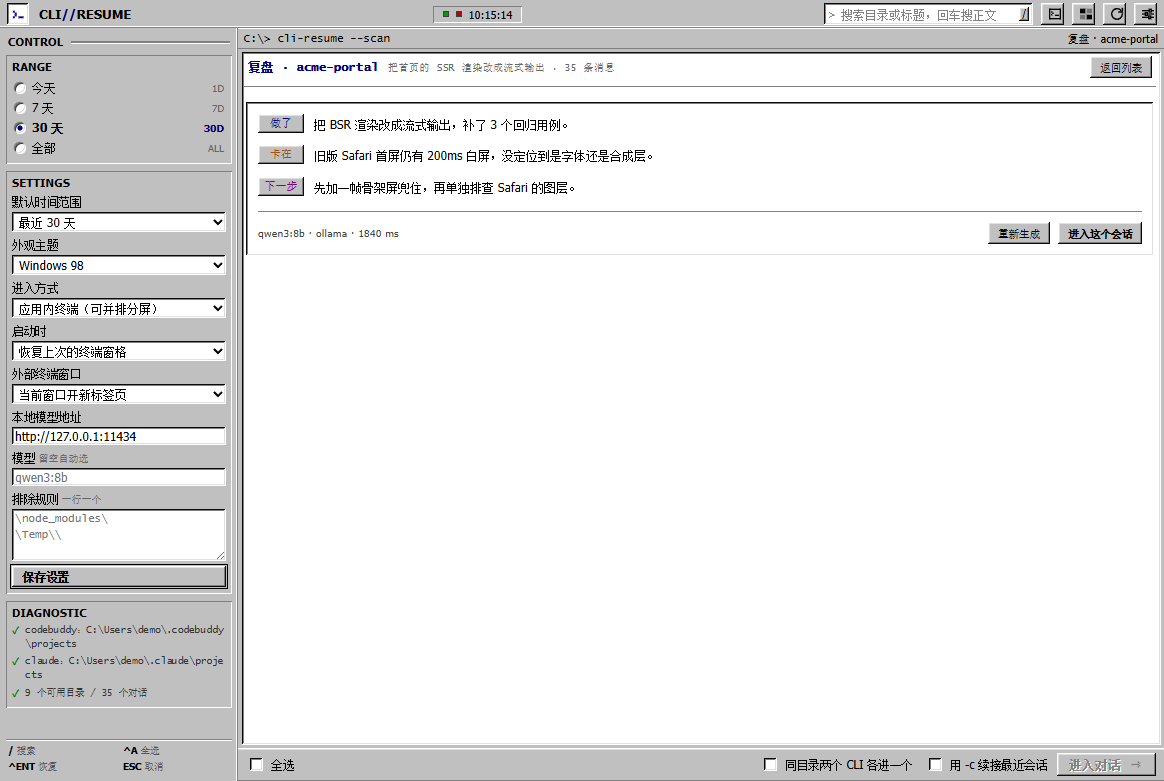 CLI//RESUME
10:15:14
> 搜索目录或标题，回车搜正文 /
CONTROL
RANGE
今天 1D
7 天 7D
30 天 30D
全部 ALL
SETTINGS
默认时间范围
最近 30 天
外观主题
Windows 98
进入方式
应用内终端（可并排分屏）
启动时
恢复上次的终端窗格
外部终端窗口
当前窗口开新标签页
本地模型地址
http://127.0.0.1:11434
模型 留空自动选
qwen3:8b
排除规则 一行一个
\node_modules\
\Temp\\
保存设置
DIAGNOSTIC
✓ codebuddy: C:\Users\demo\.codebuddy
\projects
✓ claude: C:\Users\demo\.claude\proje
cts
✓ 9 个可用目录 / 35 个对话
/ 搜索 ^A 全选
^ENT 恢复 ESC 取消
C:\> cli-resume --scan 复盘 · acme-portal
复盘 · acme-portal 把首页的 SSR 渲染改成流式输出 · 35 条消息 返回列表
做了 把 BSR 渲染改成流式输出，补了 3 个回归用例。
卡在 旧版 Safari 首屏仍有 200ms 白屏，没定位到是字体还是合成层。
下一步 先加一帧骨架屏兜住，再单独排查 Safari 的图层。
qwen3:8b · ollama · 1840 ms 重新生成 进入这个会话
全选 同目录两个 CLI 各进一个 用 -c 续接最近会话 进入对话 →